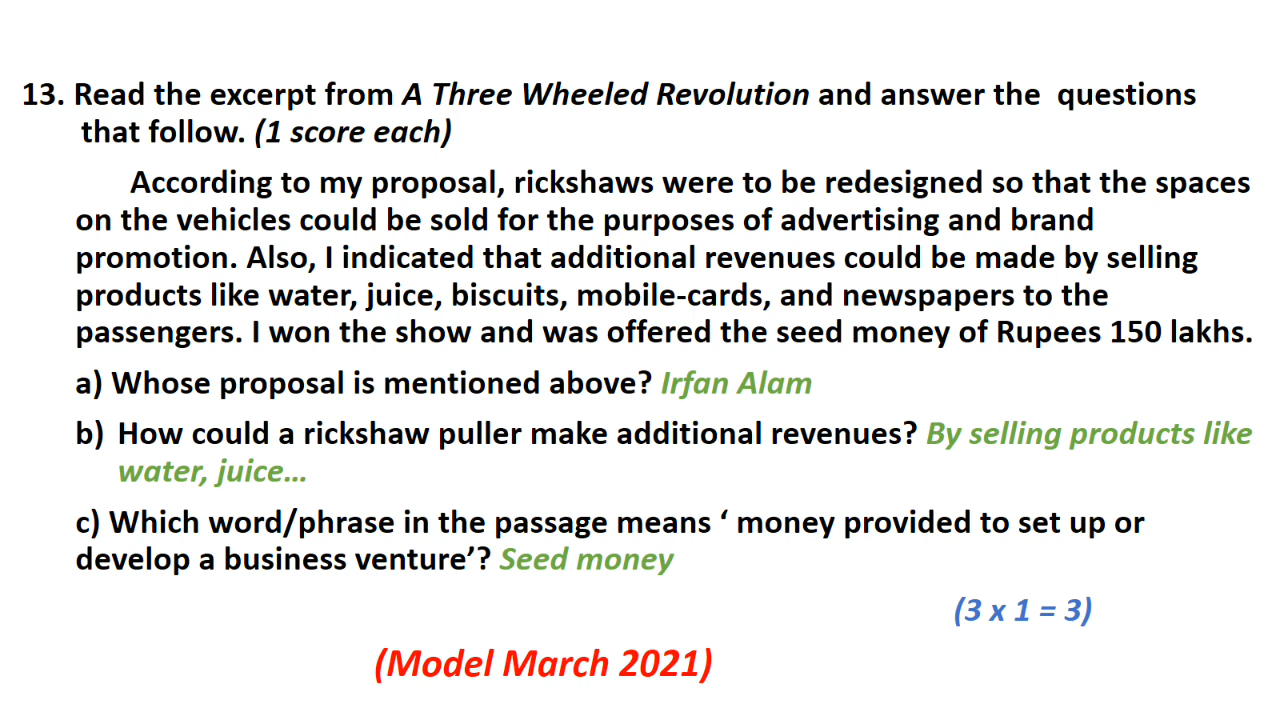 13. Read the excerpt from A Three Wheeled Revolution and answer the questions
that follow. (1 score each)
According to my proposal, rickshaws were to be redesigned so that the spaces
on the vehicles could be sold for the purposes of advertising and brand
promotion. Also, I indicated that additional revenues could be made by selling
products like water, juice, biscuits, mobile-cards, and newspapers to the
passengers. I won the show and was offered the seed money of Rupees 150 lakhs.
a) Whose proposal is mentioned above? Irfan Alam
b) How could a rickshaw puller make additional revenues? By selling products like
water, juice...
c) Which word/phrase in the passage means ‘ money provided to set up or
develop a business venture’? Seed money
(3 x 1 = 3)
(Model March 2021)